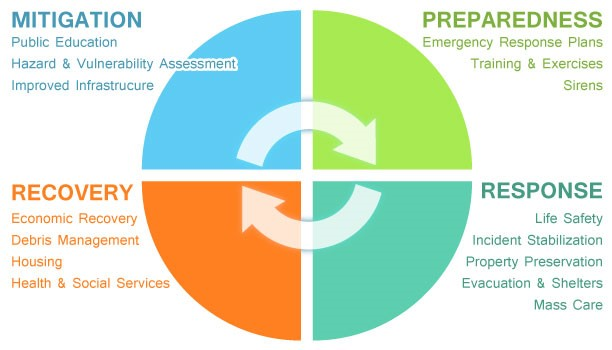 MITIGATION
Public Education
Hazard & Vulnerability Assessment
Improved Infrastrucure
PREPAREDNESS
Emergency Response Plans
Training & Exercises
Sirens
RECOVERY
Economic Recovery
Debris Management
Housing
Health & Social Services
RESPONSE
Life Safety
Incident Stabilization
Property Preservation
Evacuation & Shelters
Mass Care